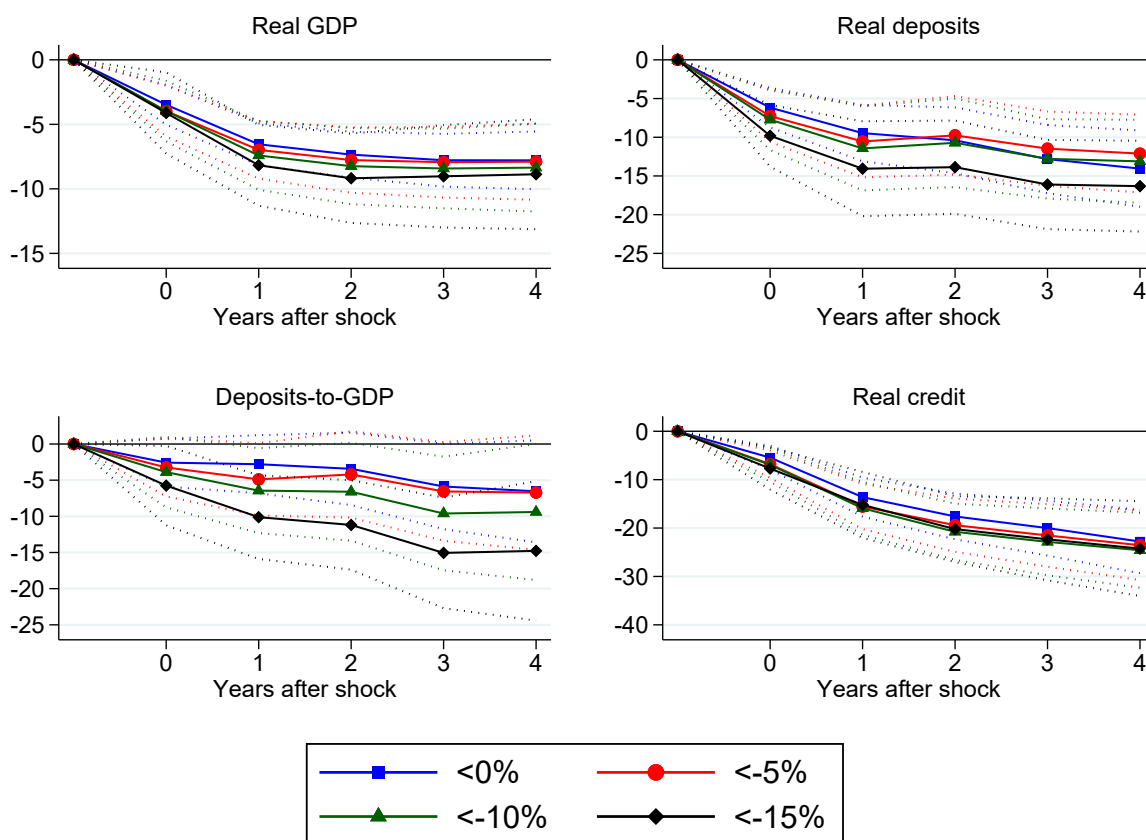 Real GDP
0
-5
-10
-15
0 1 2 3 4
Years after shock
Real deposits
0
-5
-10
-15
-20
-25
0 1 2 3 4
Years after shock
Deposits-to-GDP
0
-5
-10
-15
-20
-25
0 1 2 3 4
Years after shock
Real credit
0
-10
-20
-30
-40
0 1 2 3 4
Years after shock
<0% <-5%
<-10% <-15%